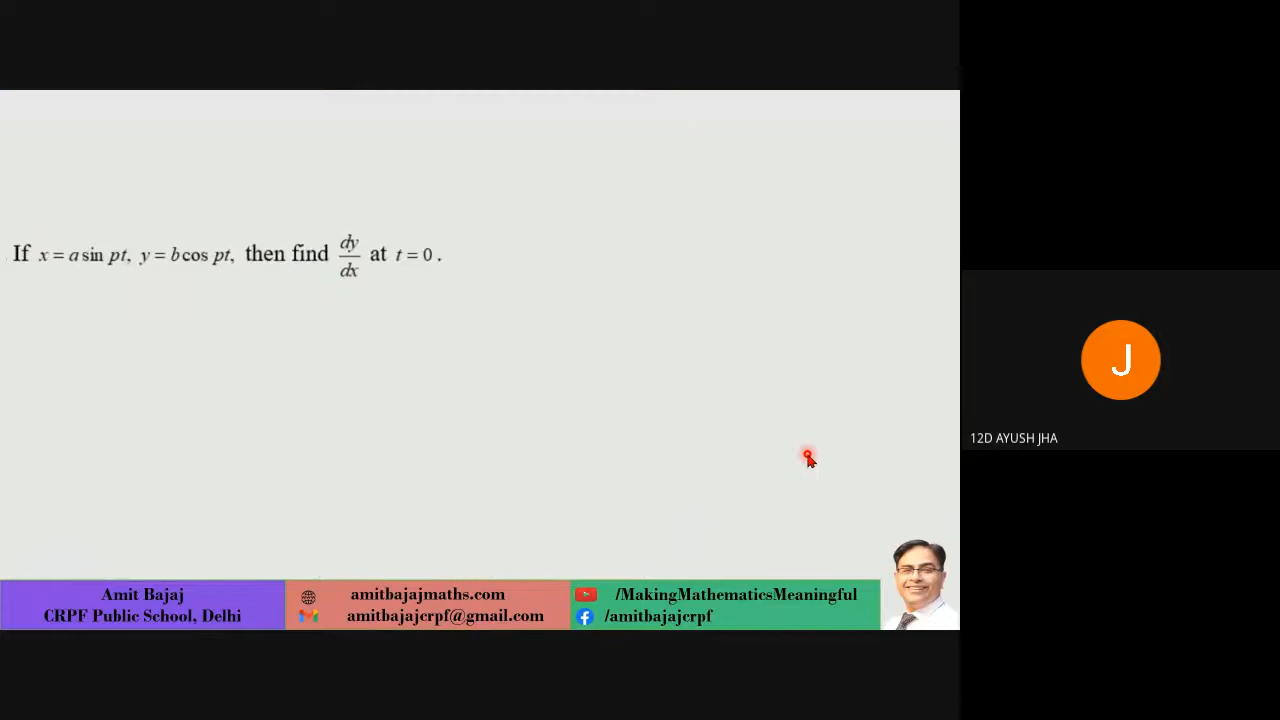 If x = a sin pt, y = b cos pt, then find dy/dx at t = 0.
J
12D AYUSH JHA
Amit Bajaj
CRPF Public School, Delhi
amitbajajmaths.com
amitbajajcrpf@gmail.com
/MakingMathematicsMeaningful
/amitbajajcrpf